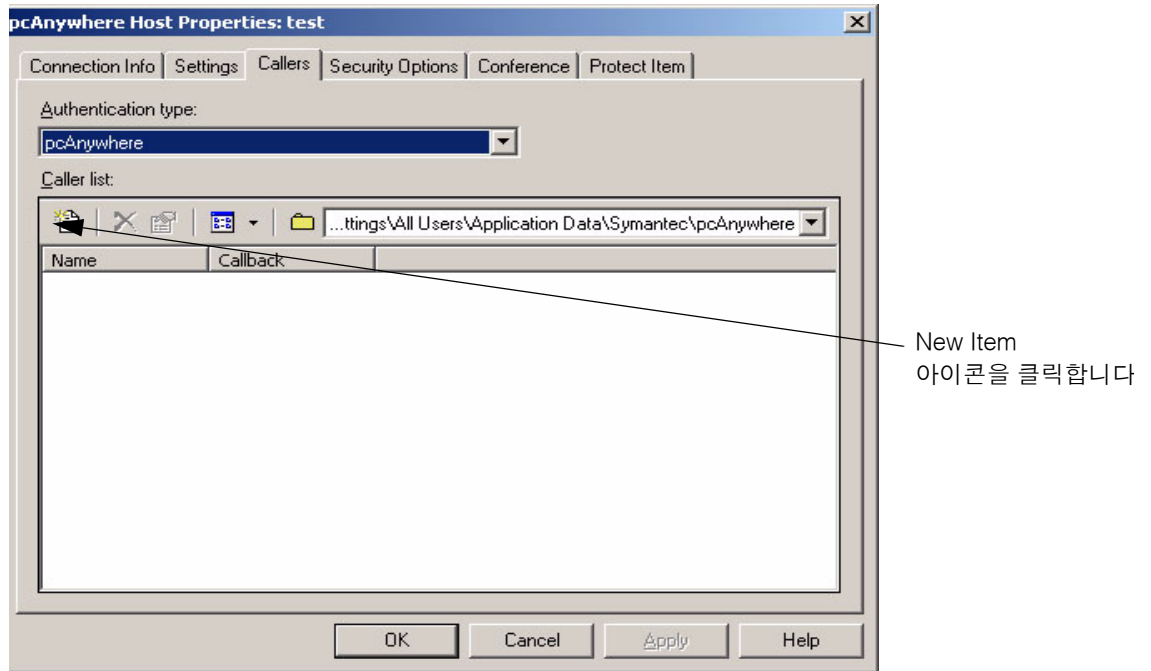 pcAnywhere Host Properties: test
Connection Info Settings Callers Security Options Conference Protect Item
Authentication type:
pcAnywhere
Caller list:
...ttings\All Users\Application Data\Symantec\pcAnywhere
Name Callback
New Item
아이콘을 클릭합니다
OK Cancel Apply Help